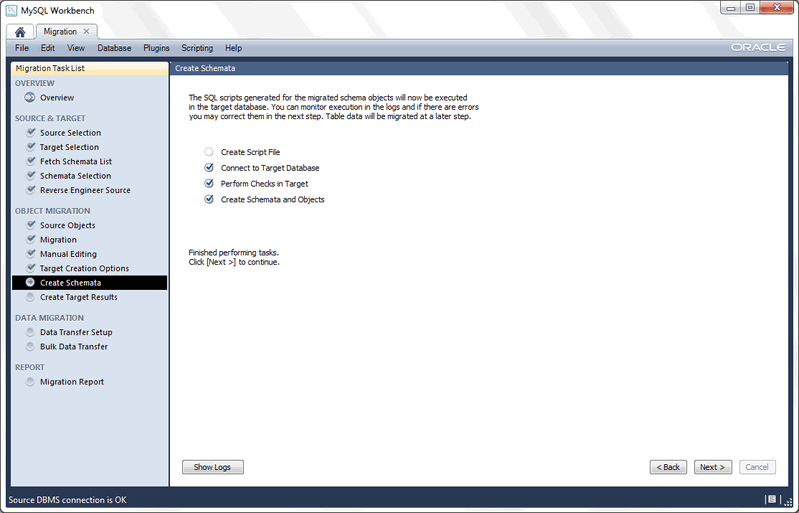 MySQL Workbench
Migration
File Edit View Database Plugins Scripting Help
ORACLE
Migration Task List
OVERVIEW
Overview
SOURCE & TARGET
Source Selection
Target Selection
Fetch Schemata List
Schemata Selection
Reverse Engineer Source
OBJECT MIGRATION
Source Objects
Migration
Manual Editing
Target Creation Options
Create Schemata
Create Target Results
DATA MIGRATION
Data Transfer Setup
Bulk Data Transfer
REPORT
Migration Report
Create Schemata
The SQL scripts generated for the migrated schema objects will now be executed
in the target database. You can monitor execution in the logs and if there are errors
you may correct them in the next step. Table data will be migrated at a later step.
Create Script File
Connect to Target Database
Perform Checks in Target
Create Schemata and Objects
Finished performing tasks.
Click [Next >] to continue.
Show Logs
< Back
Next >
Cancel
Source DBMS connection is OK